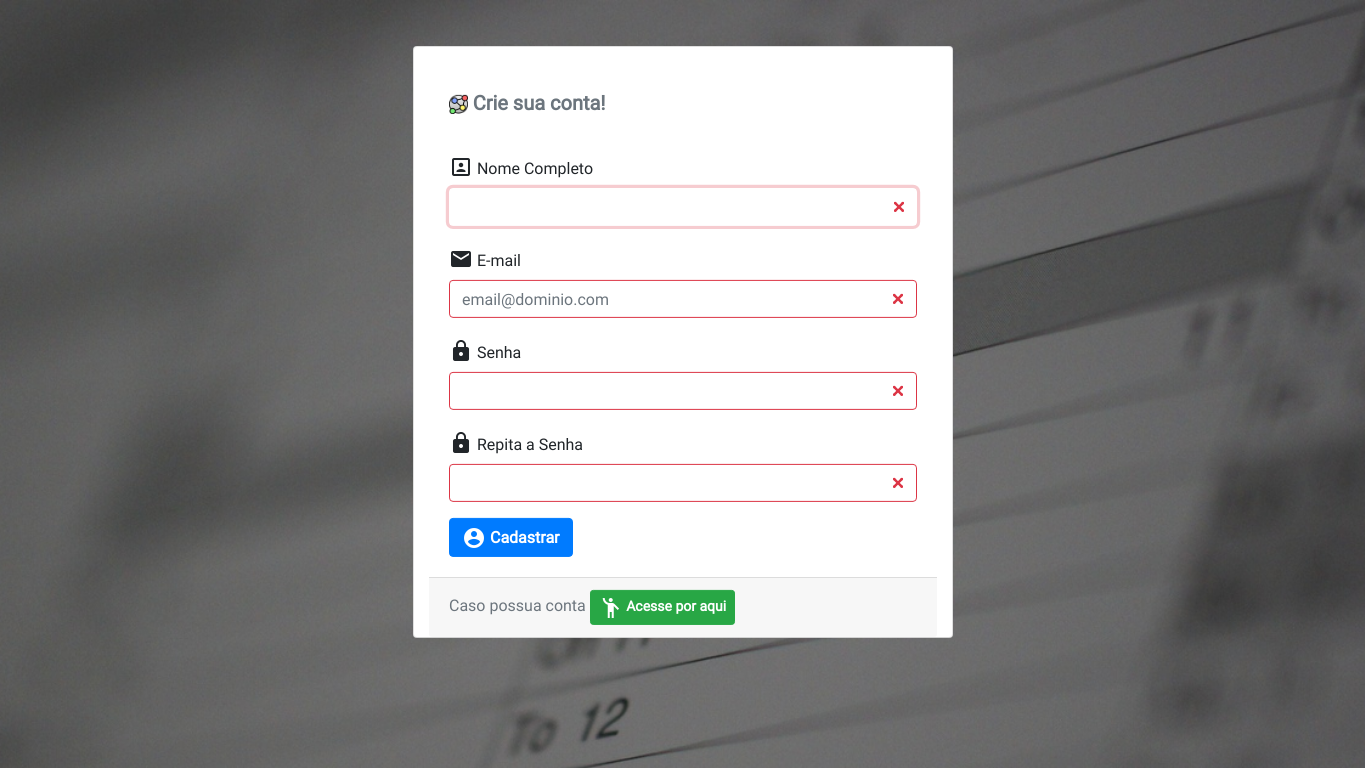 Crie sua conta!
Nome Completo
E-mail
email@dominio.com
Senha
Repita a Senha
Cadastrar
Caso possua conta Acesse por aqui
To 12